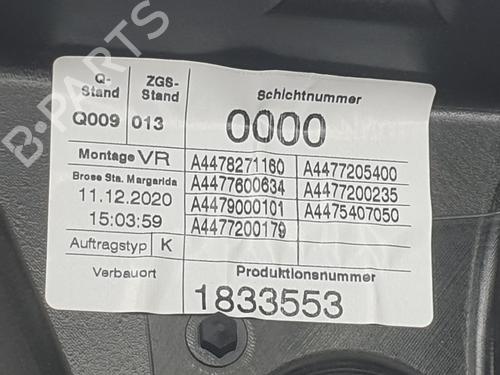 Q-Stand ZGS-Stand Schichtnummer
Q009 013 0000
Montage VR A4478271160 A4477205400
Brose Sta. Margarida A4477600634 A4477200235
11.12.2020 A4479000101 A4475407050
15:03:59 A4477200179
Auftragstyp K
Verbauort Produktionsnummer
1833553
B-PARTS